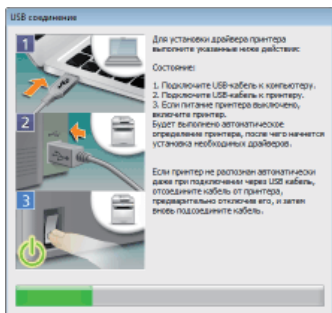 USB соединение
1
Для установки драйвера принтера
выполните указанные ниже действия:
Состояние:
1. Подключите USB-кабель к компьютеру.
2. Подключите USB-кабель к принтеру.
3. Если питание принтера выключено,
включите принтер.
Будет выполнено автоматическое
определение принтера, после чего начнется
установка необходимых драйверов.
2
Если принтер не распознан автоматически
даже при подключении через USB кабель,
отсоедините кабель от принтера,
предварительно отключив его, и затем
вновь подсоедините кабель.
3